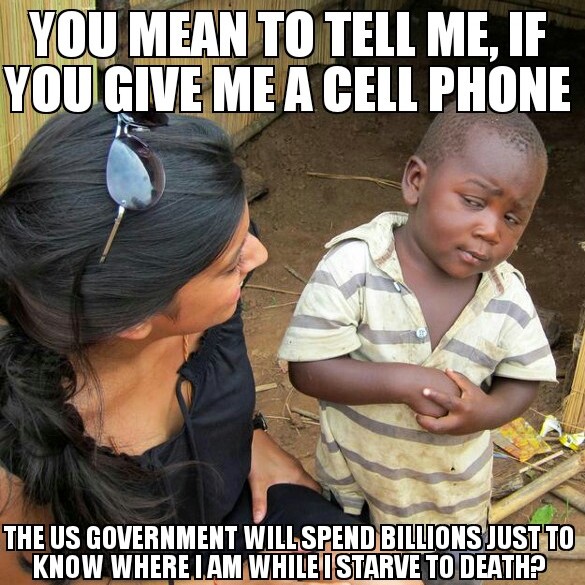 YOU MEAN TO TELL ME, IF
YOU GIVE ME A CELL PHONE
THE US GOVERNMENT WILL SPEND BILLIONS JUST TO
KNOW WHERE I AM WHILE I STARVE TO DEATH?